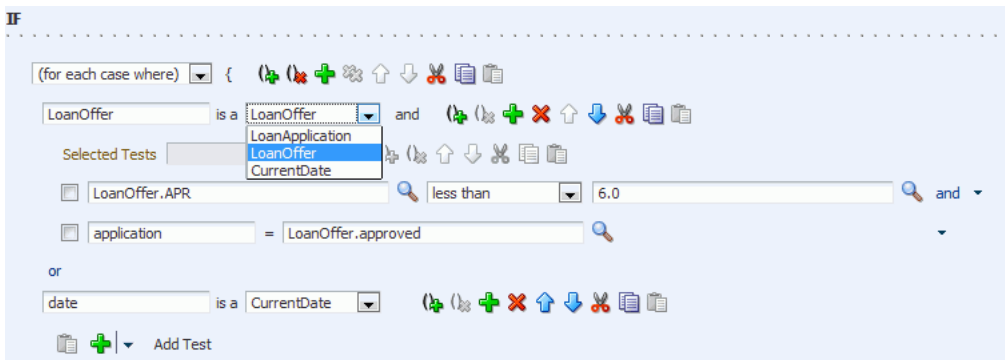 IF
(for each case where) {
LoanOffer is a LoanOffer and
LoanApplication
LoanOffer
CurrentDate
Selected Tests
LoanOffer.APR less than 6.0 and
application = LoanOffer.approved
or
date is a CurrentDate
Add Test